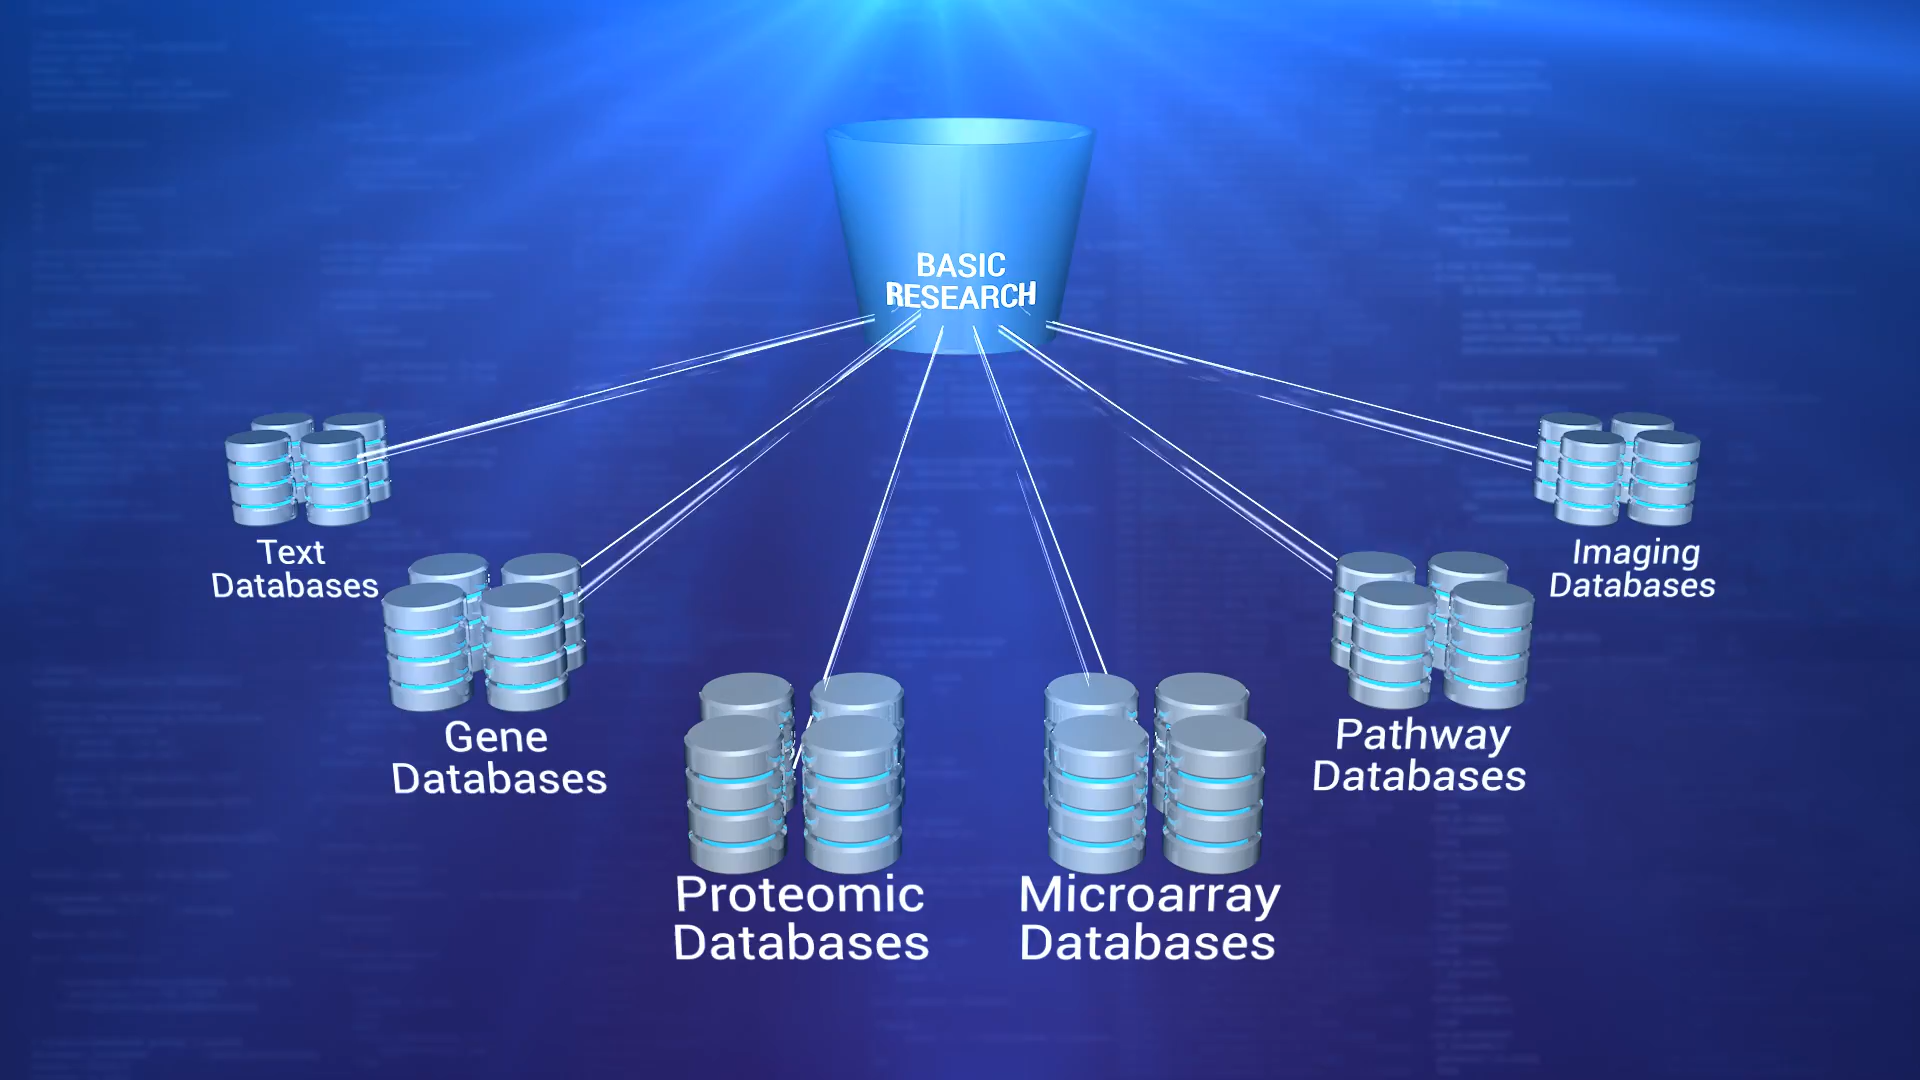 BASIC
RESEARCH
Text
Databases
Gene
Databases
Proteomic
Databases
Microarray
Databases
Pathway
Databases
Imaging
Databases